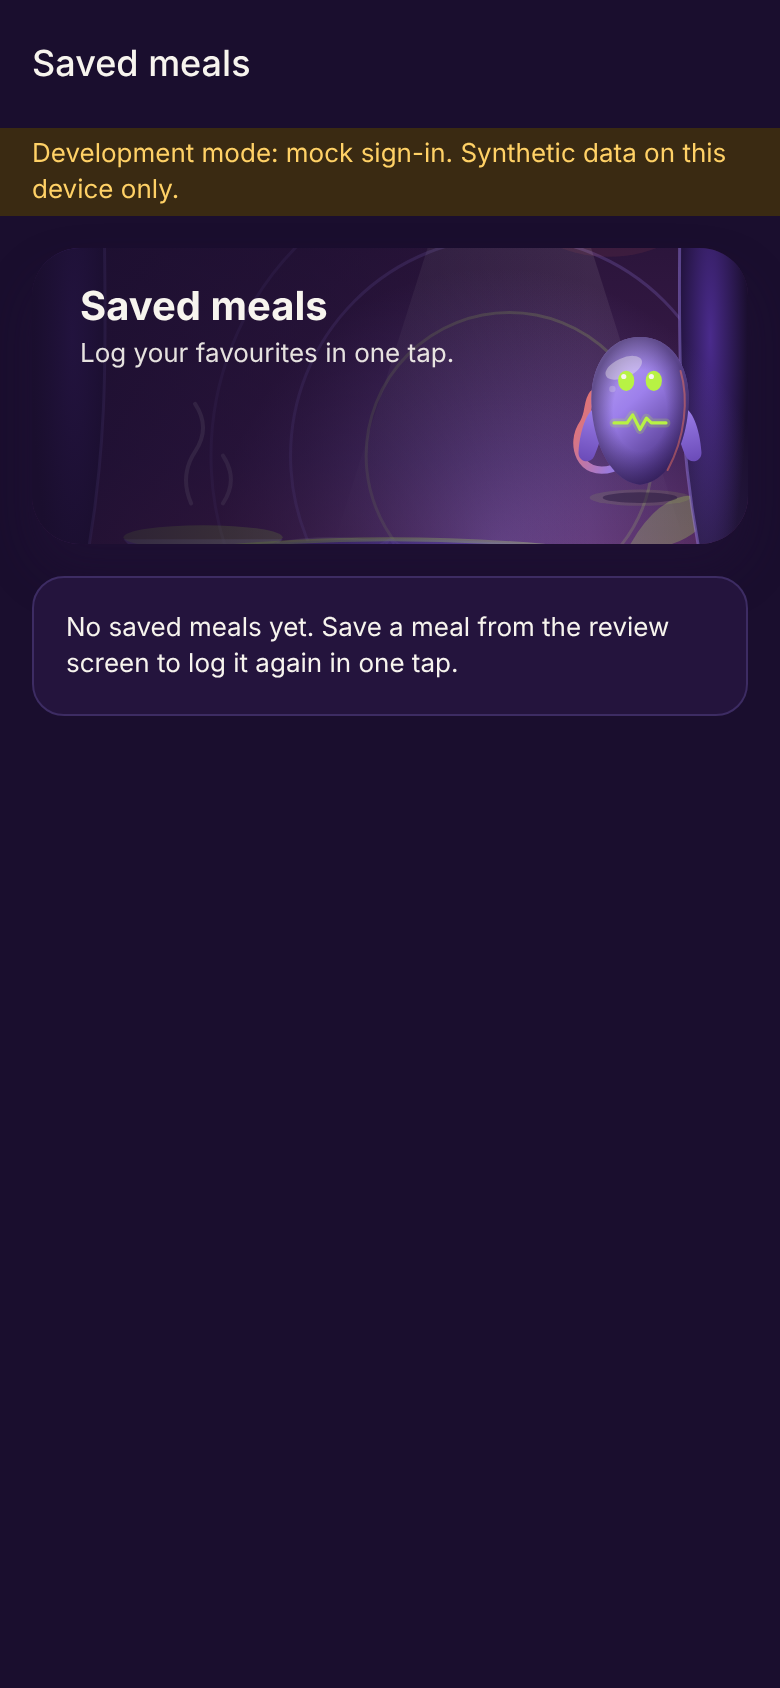 Saved meals
Development mode: mock sign-in. Synthetic data on this
device only.
Saved meals
Log your favourites in one tap.
No saved meals yet. Save a meal from the review
screen to log it again in one tap.